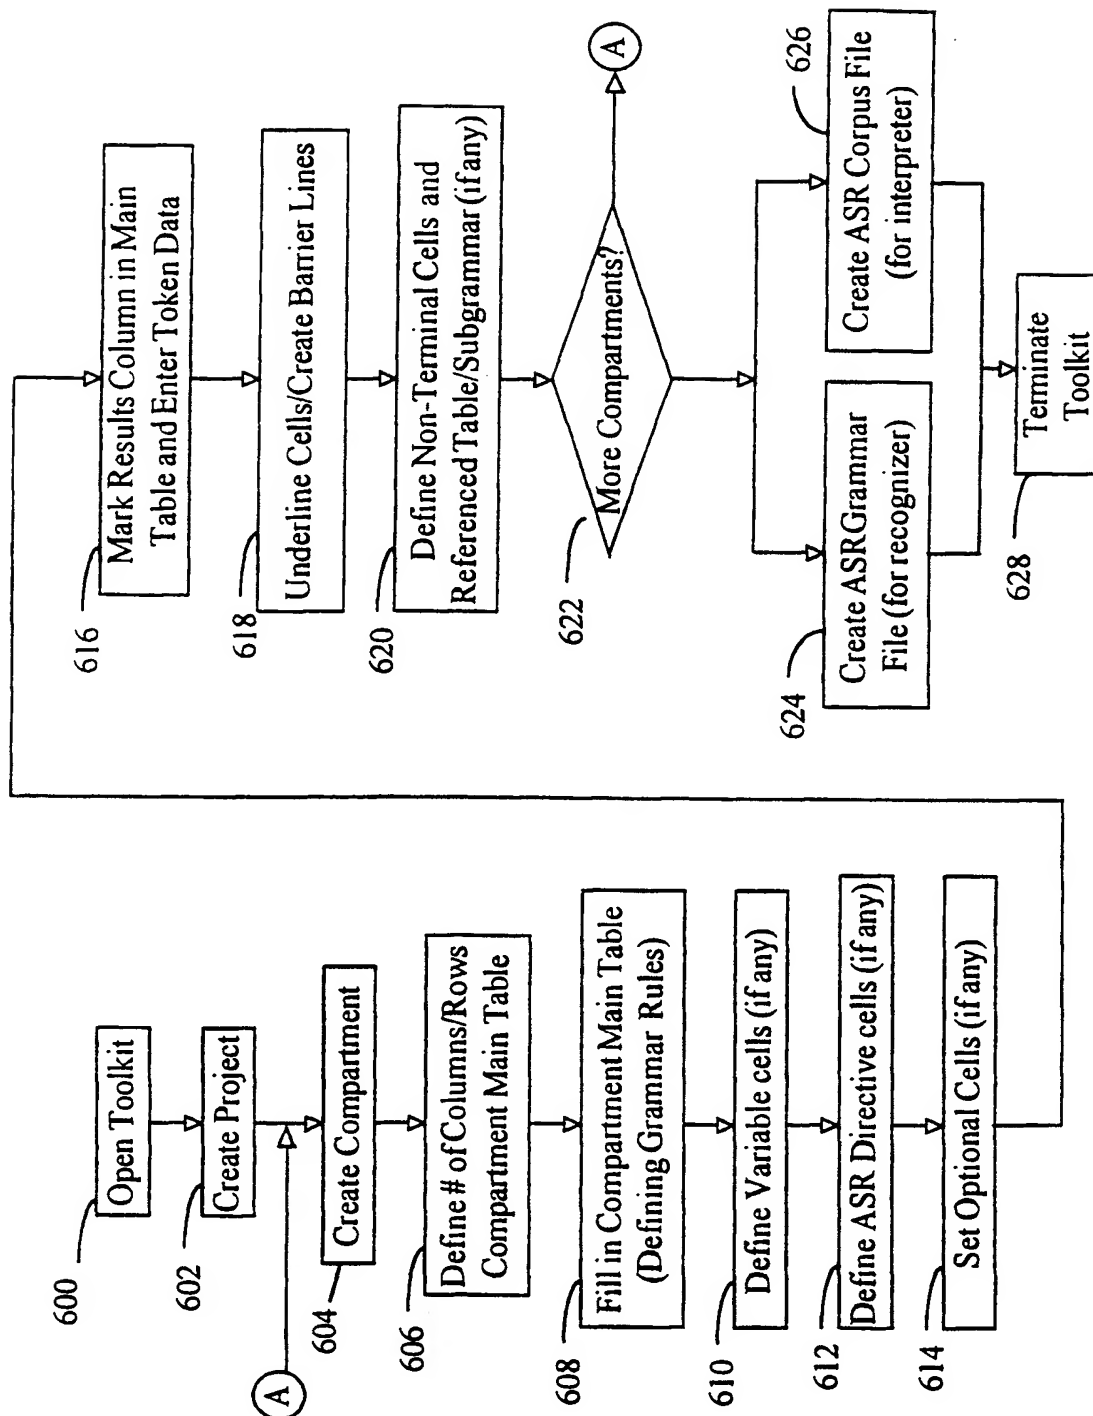 600
Open Toolkit
602
Create Project
A
604
Create Compartment
606
Define # of Columns/Rows
Compartment Main Table
608
Fill in Compartment Main Table
(Defining Grammar Rules)
610
Define Variable cells (if any)
612
Define ASR Directive cells (if any)
614
Set Optional Cells (if any)
616
Mark Results Column in Main
Table and Enter Token Data
618
Underline Cells/Create Barrier Lines
620
Define Non-Terminal Cells and
Referenced Table/Subgrammar (if any)
622
More Compartments?
A
624
Create ASR Grammar
File (for recognizer)
626
Create ASR Corpus File
(for interpreter)
628
Terminate
Toolkit